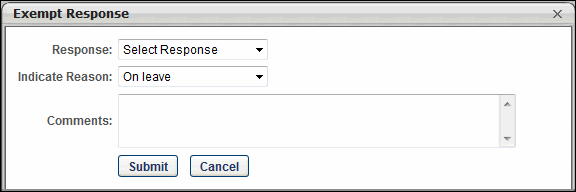 Exempt Response
Response: Select Response
Indicate Reason: On leave
Comments:
Submit Cancel